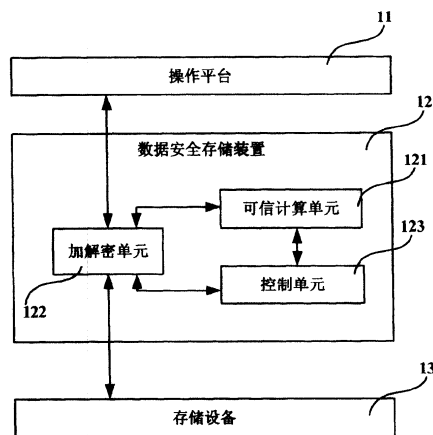 11
操作平台
12
数据安全存储装置
121
可信计算单元
123
加解密单元
控制单元
122
13
存储设备